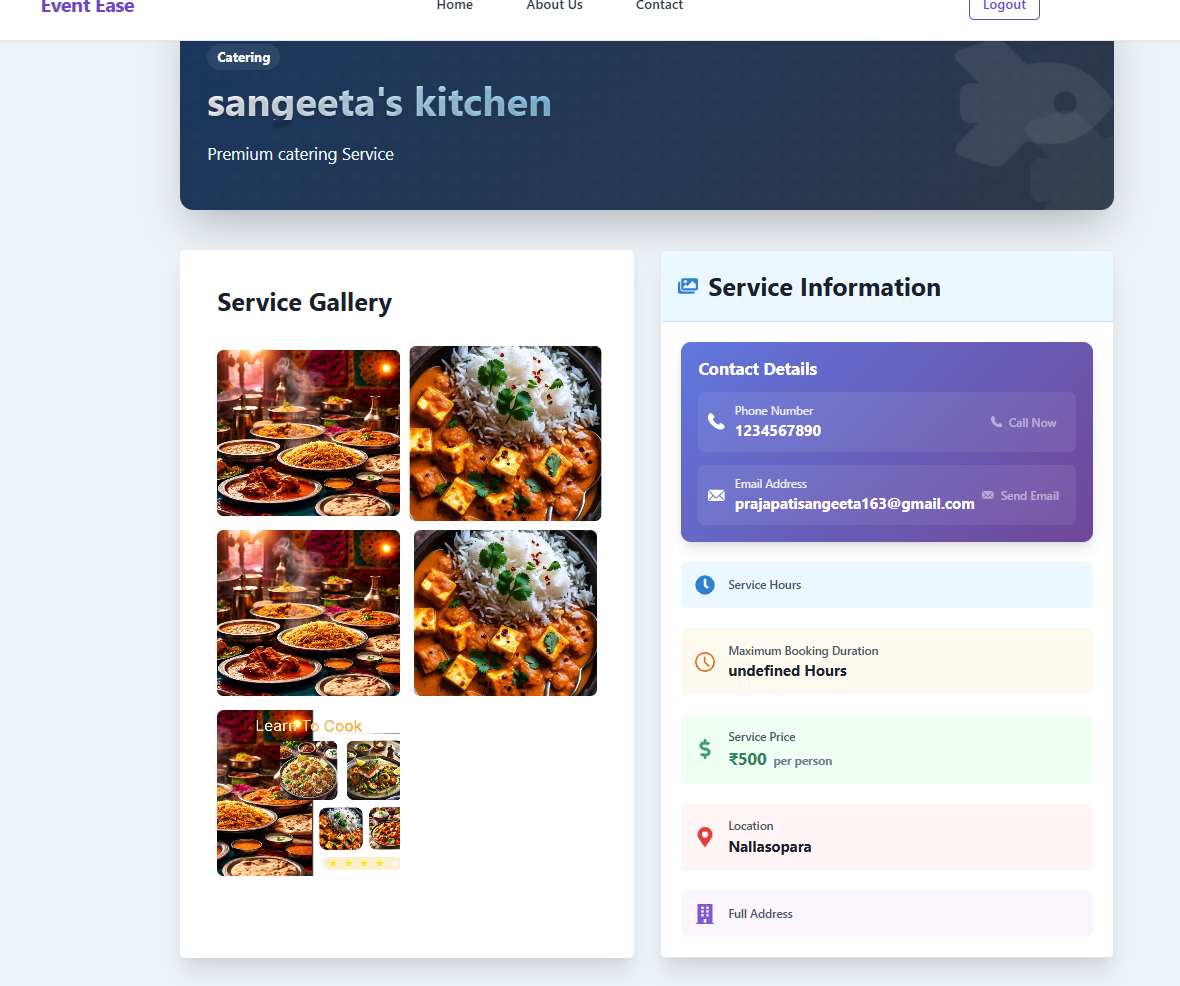 Event Ease
Home
About Us
Contact
Logout
Catering
sangeeta's kitchen
Premium catering Service
Service Gallery
Learn To Cook
Service Information
Contact Details
Phone Number
1234567890
Call Now
Email Address
prajapatisangeeta163@gmail.com
Send Email
Service Hours
Maximum Booking Duration
undefined Hours
Service Price
₹500 per person
Location
Nallasopara
Full Address